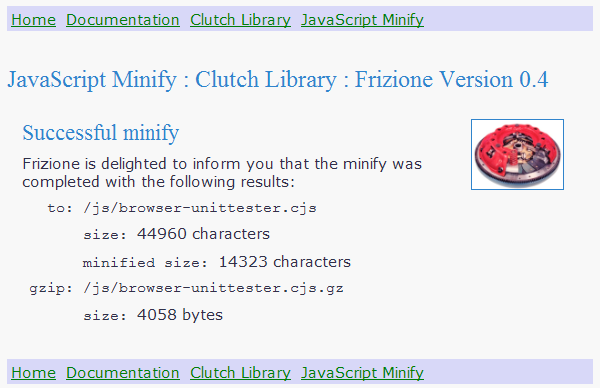 Home Documentation Clutch Library JavaScript Minify
JavaScript Minify : Clutch Library : Frizione Version 0.4
Successful minify
Frizione is delighted to inform you that the minify was
completed with the following results:
to: /js/browser-unittester.cjs
size: 44960 characters
minified size: 14323 characters
gzip: /js/browser-unittester.cjs.gz
size: 4058 bytes
Home Documentation Clutch Library JavaScript Minify